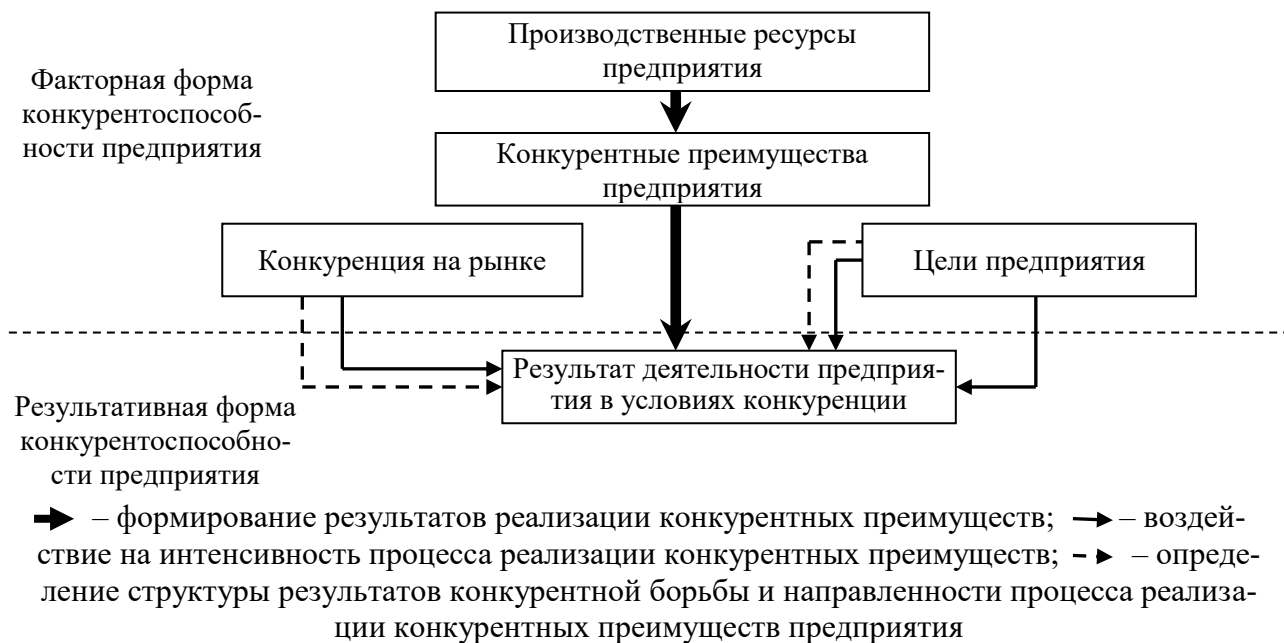 Производственные ресурсы
предприятия
Факторная форма
конкурентоспособ-
ности предприятия
Конкурентные преимущества
предприятия
Конкуренция на рынке
Цели предприятия
Результат деятельности предприя-
тия в условиях конкуренции
Результативная форма
конкурентоспособно-
сти предприятия
– формирование результатов реализации конкурентных преимуществ; – воздей-
ствие на интенсивность процесса реализации конкурентных преимуществ; – опреде-
ление структуры результатов конкурентной борьбы и направленности процесса реализа-
ции конкурентных преимуществ предприятия